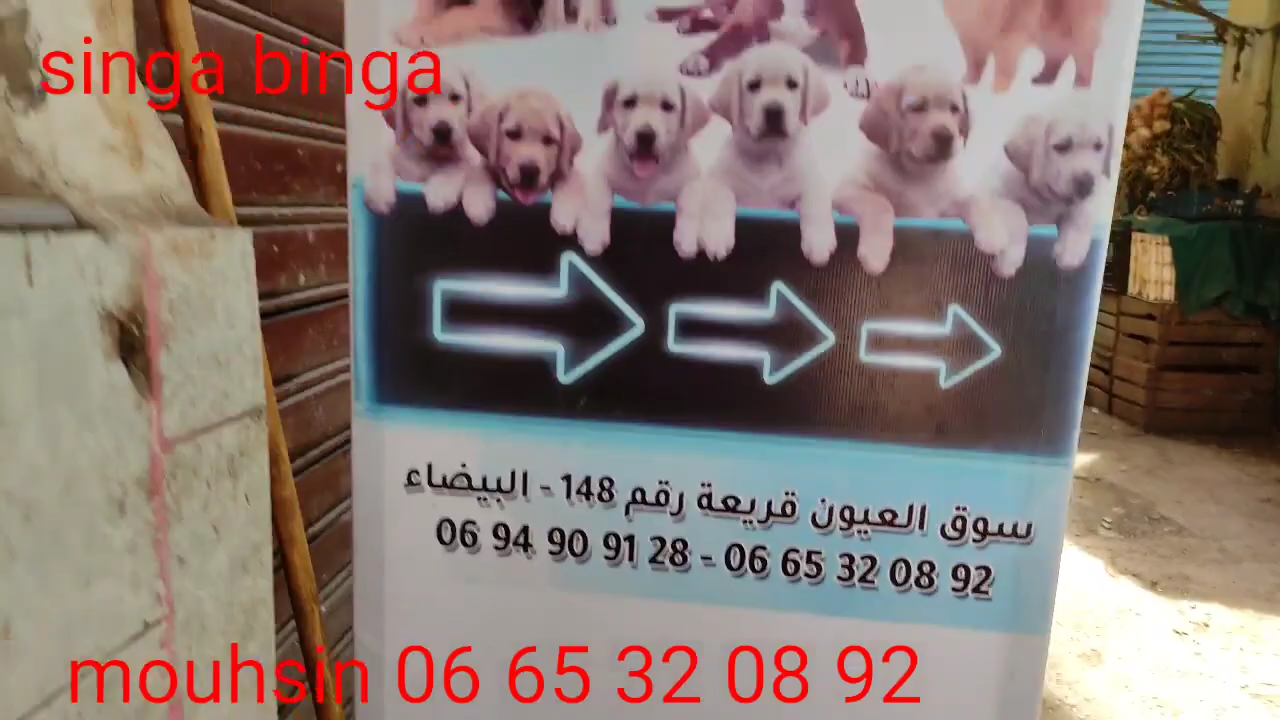 singa binga
سوق العيون قريعة رقم 148 - البيضاء
06 94 90 91 28 - 06 65 32 08 92
mouhsin 06 65 32 08 92